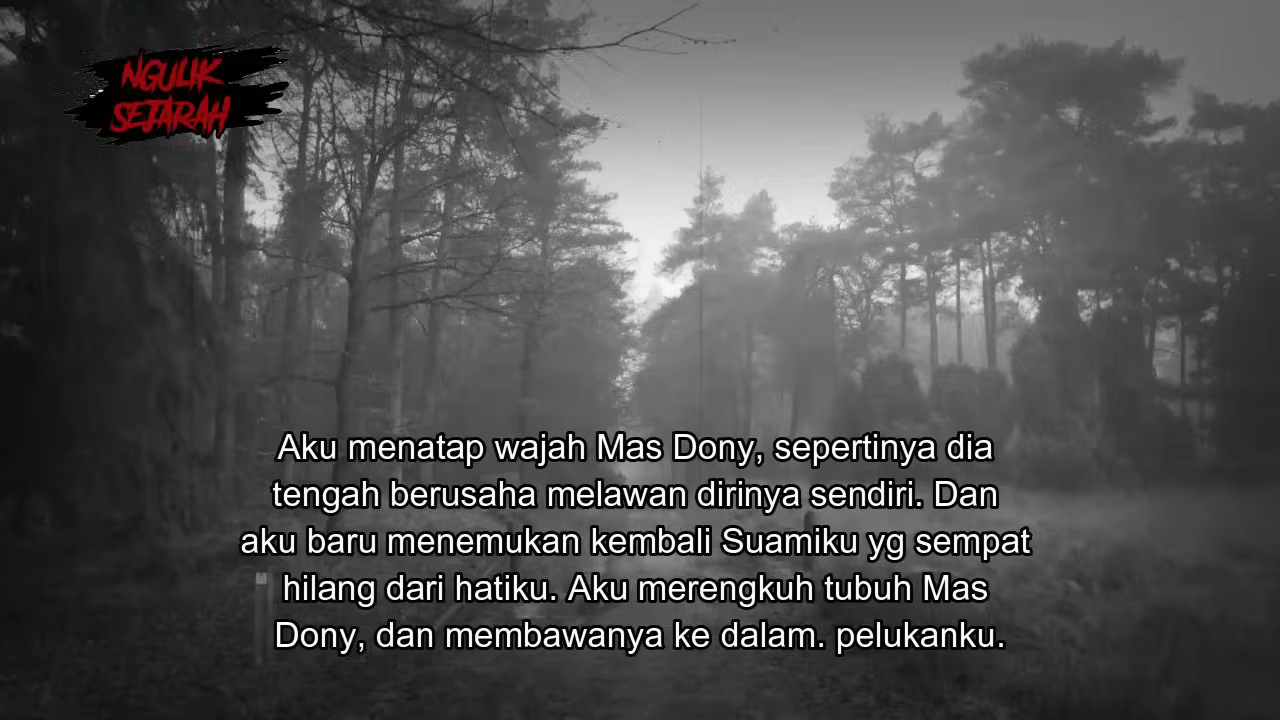 NGULIK
SEJARAH
Aku menatap wajah Mas Dony, sepertinya dia
tengah berusaha melawan dirinya sendiri. Dan
aku baru menemukan kembali Suamiku yg sempat
hilang dari hatiku. Aku merengkuh tubuh Mas
Dony, dan membawanya ke dalam. pelukanku.